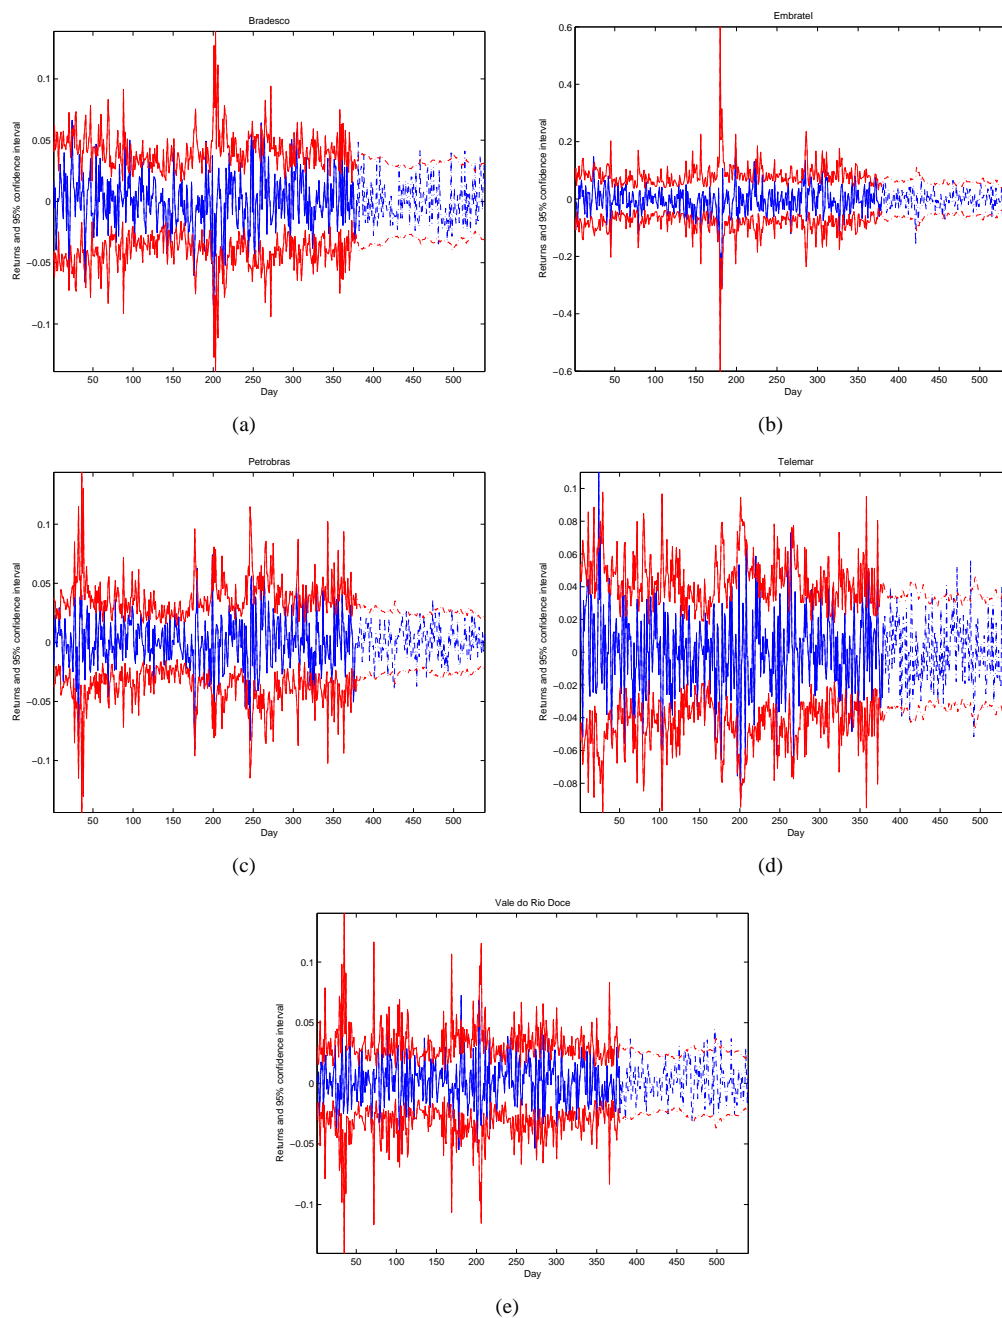 Bradesco
Returns and 95% confidence interval
0.1
0.05
0
−0.05
−0.1
50 100 150 200 250 300 350 400 450 500
Day
(a)
Embratel
Returns and 95% confidence interval
0.6
0.4
0.2
0
−0.2
−0.4
−0.6
50 100 150 200 250 300 350 400 450 500
Day
(b)
Petrobras
Returns and 95% confidence interval
0.1
0.05
0
−0.05
−0.1
50 100 150 200 250 300 350 400 450 500
Day
(c)
Telemar
Returns and 95% confidence interval
0.1
0.08
0.06
0.04
0.02
0
−0.02
−0.04
−0.06
−0.08
50 100 150 200 250 300 350 400 450 500
Day
(d)
Vale do Rio Doce
Returns and 95% confidence interval
0.1
0.05
0
−0.05
−0.1
50 100 150 200 250 300 350 400 450 500
Day
(e)